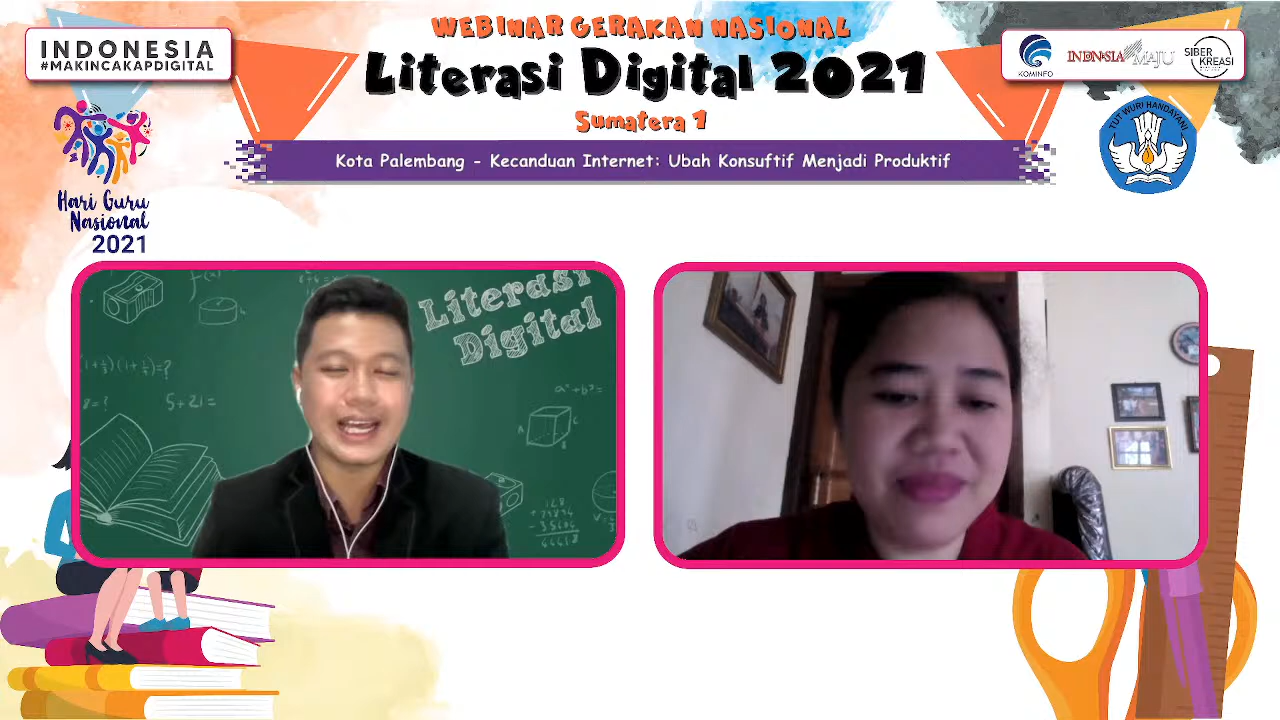 INDONESIA
#MAKINCAKAPDIGITAL
WEBINAR GERAKAN NASIONAL
Literasi Digital 2021
Sumatera 1
KOMINFO
INDONESIA MAJU
SIBER
KREASI
TUT WURI HANDAYANI
Kota Palembang - Kecanduan Internet: Ubah Konsuftif Menjadi Produktif
Hari Guru
Nasional
2021
Literasi
Digital
5+21=